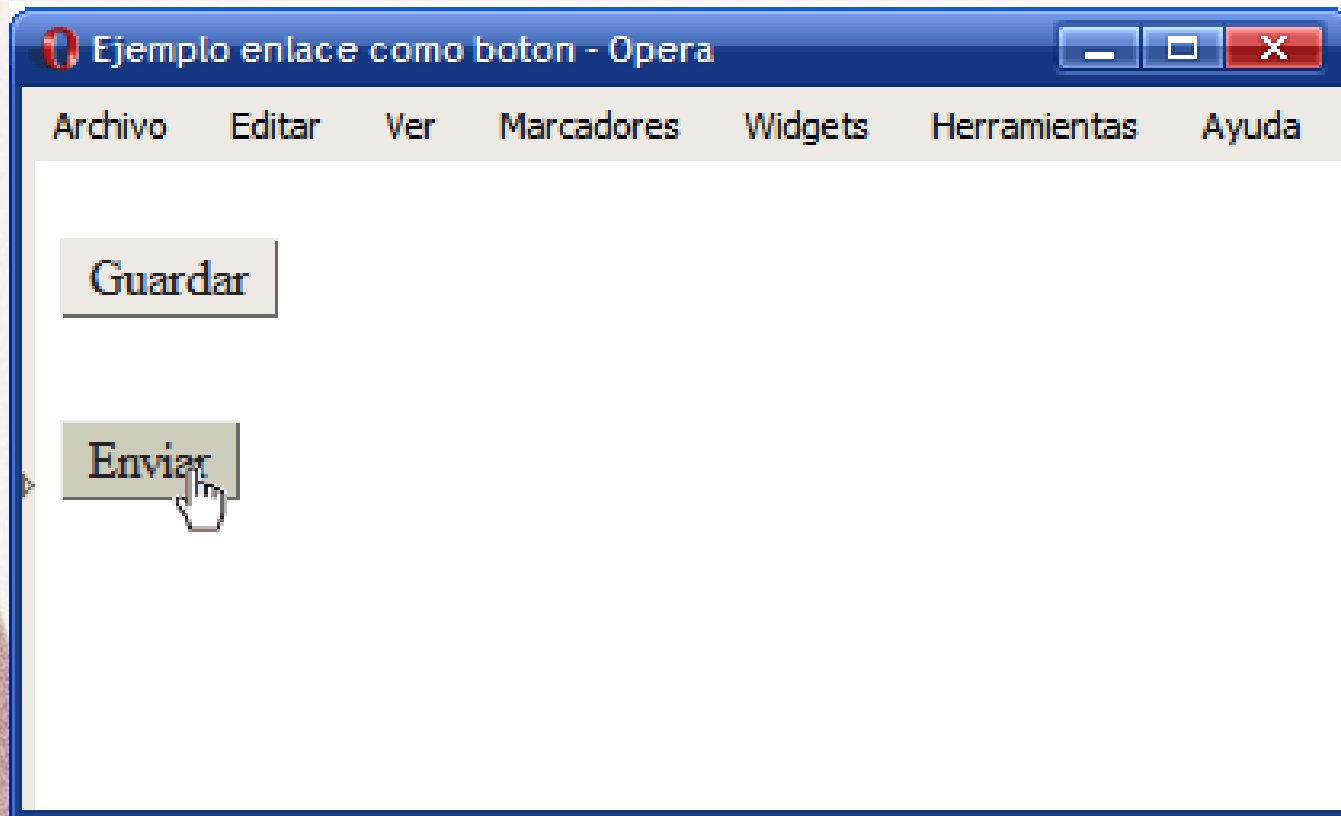 Ejemplo enlace como boton - Opera
Archivo Editar Ver Marcadores Widgets Herramientas Ayuda
Guardar
Enviar